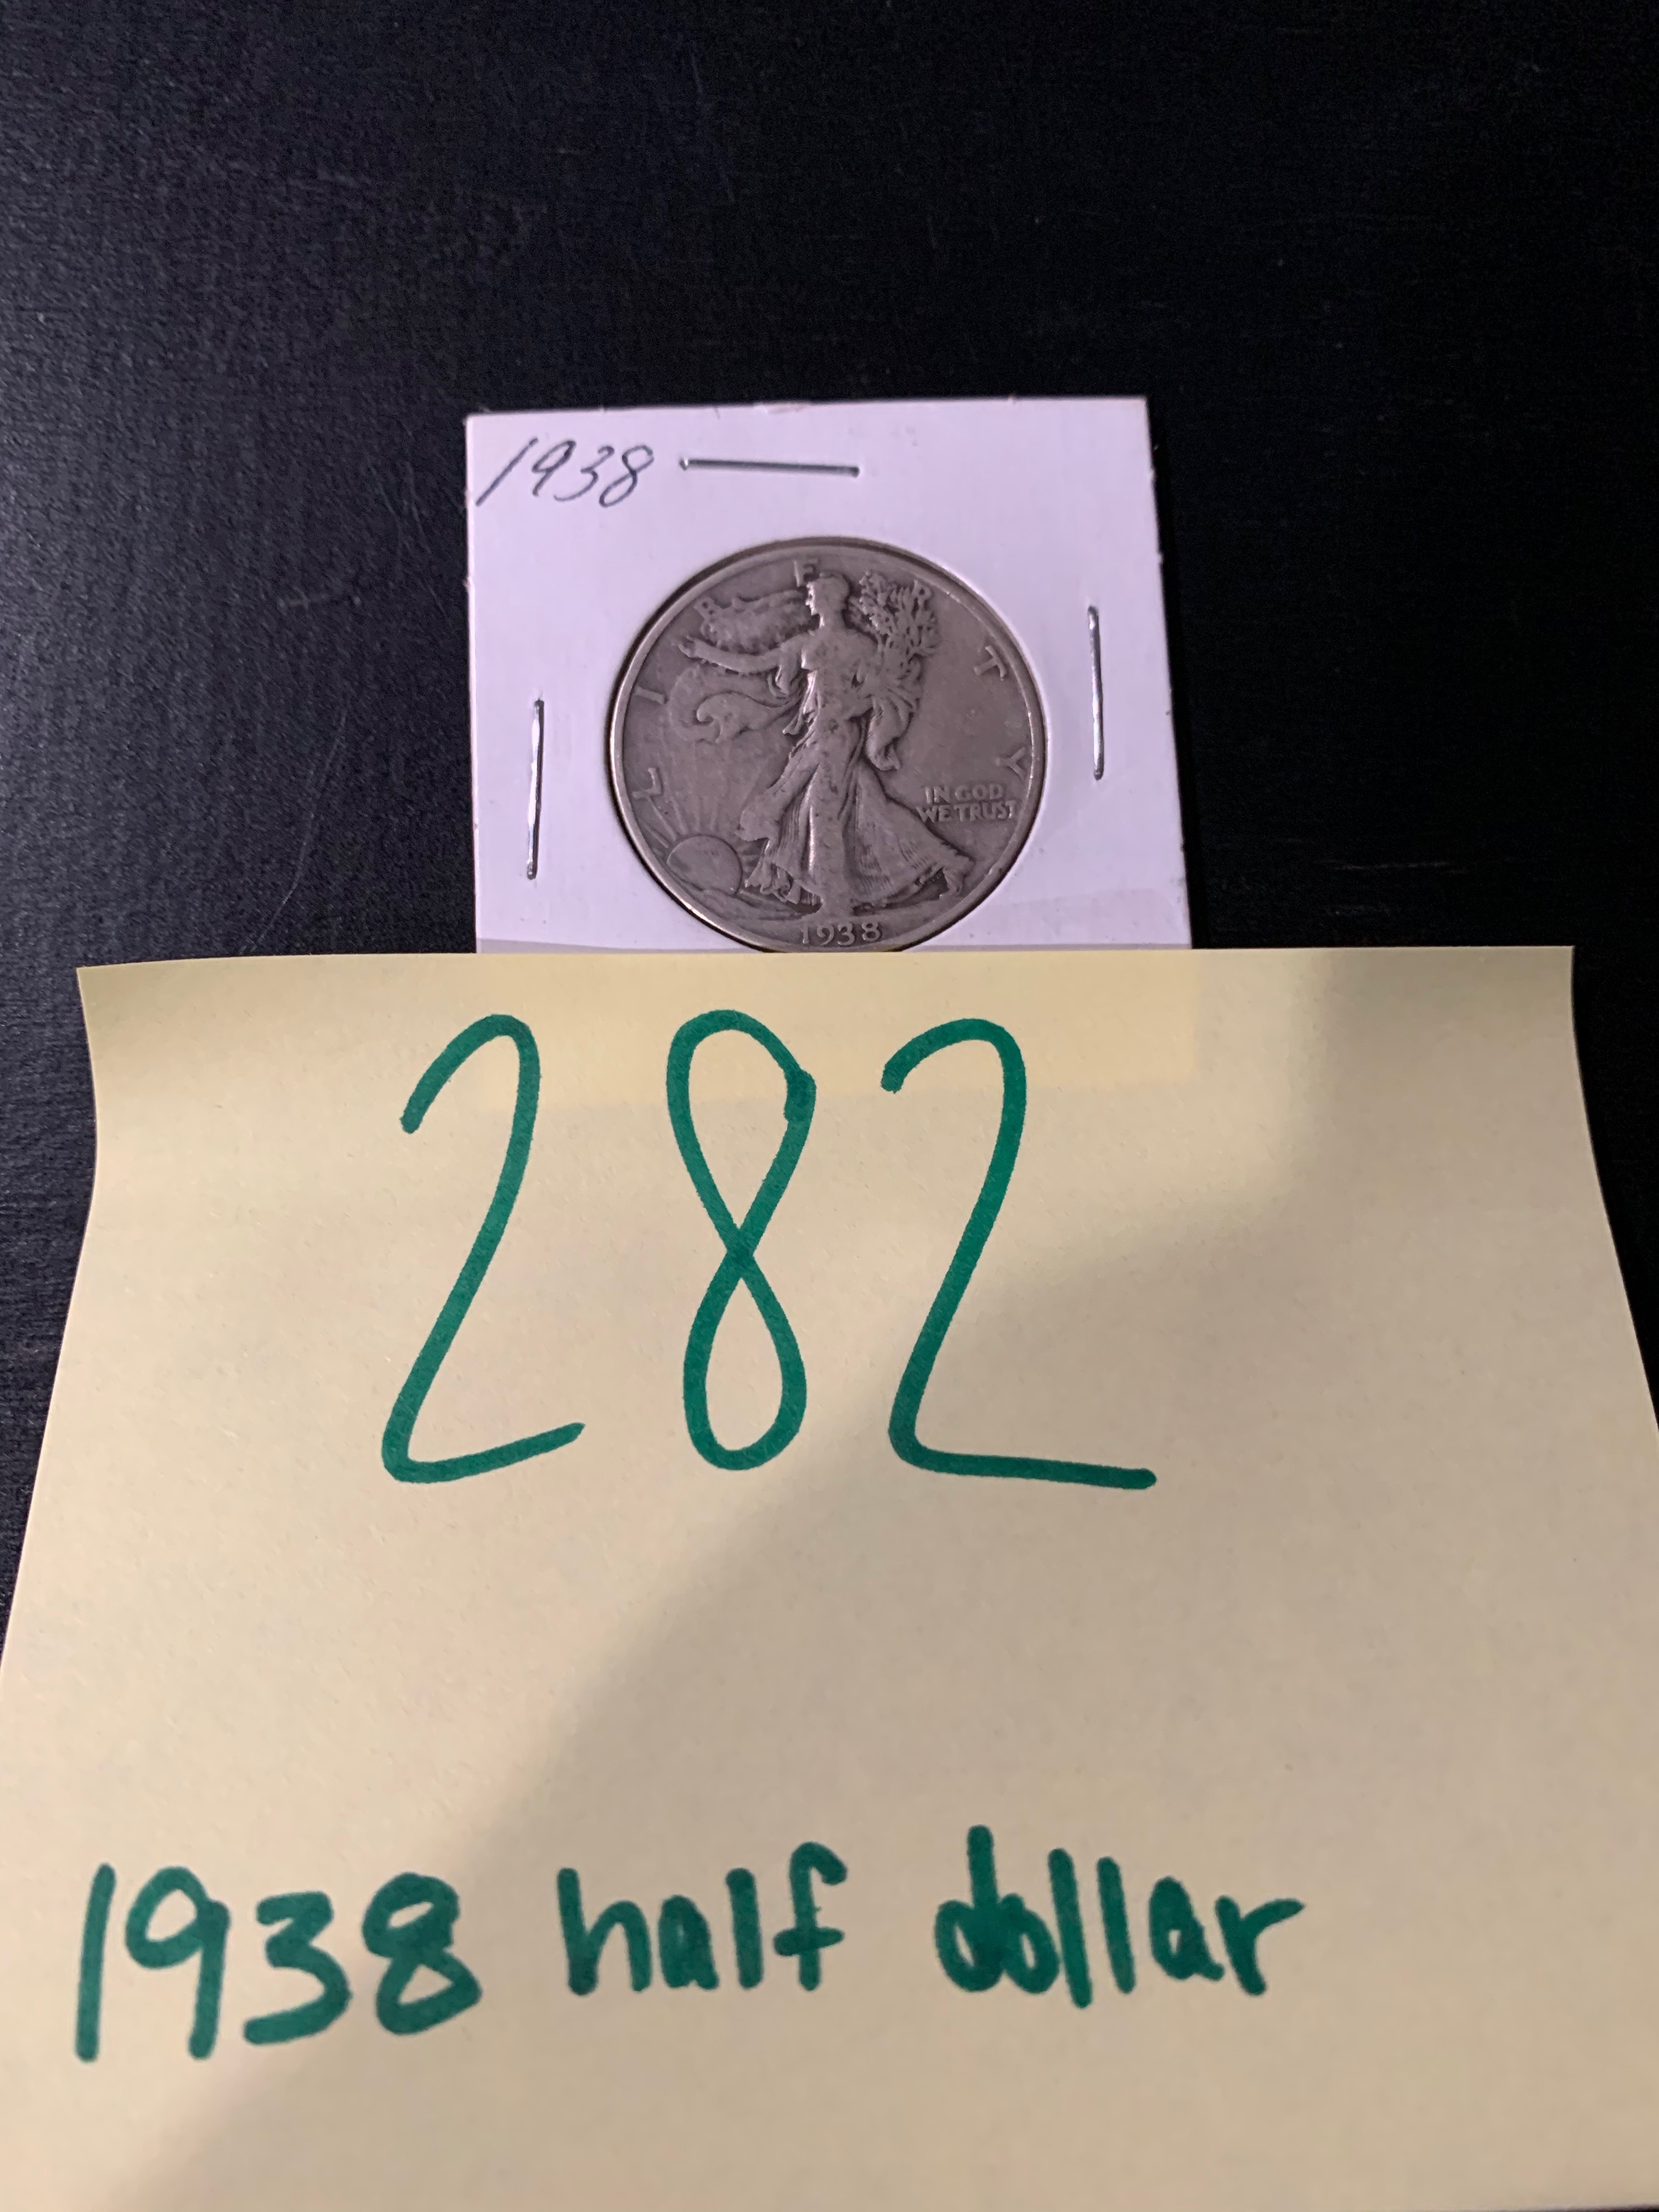 1938
LIBERTY
IN GOD
WE TRUST
1938
282
1938 half dollar